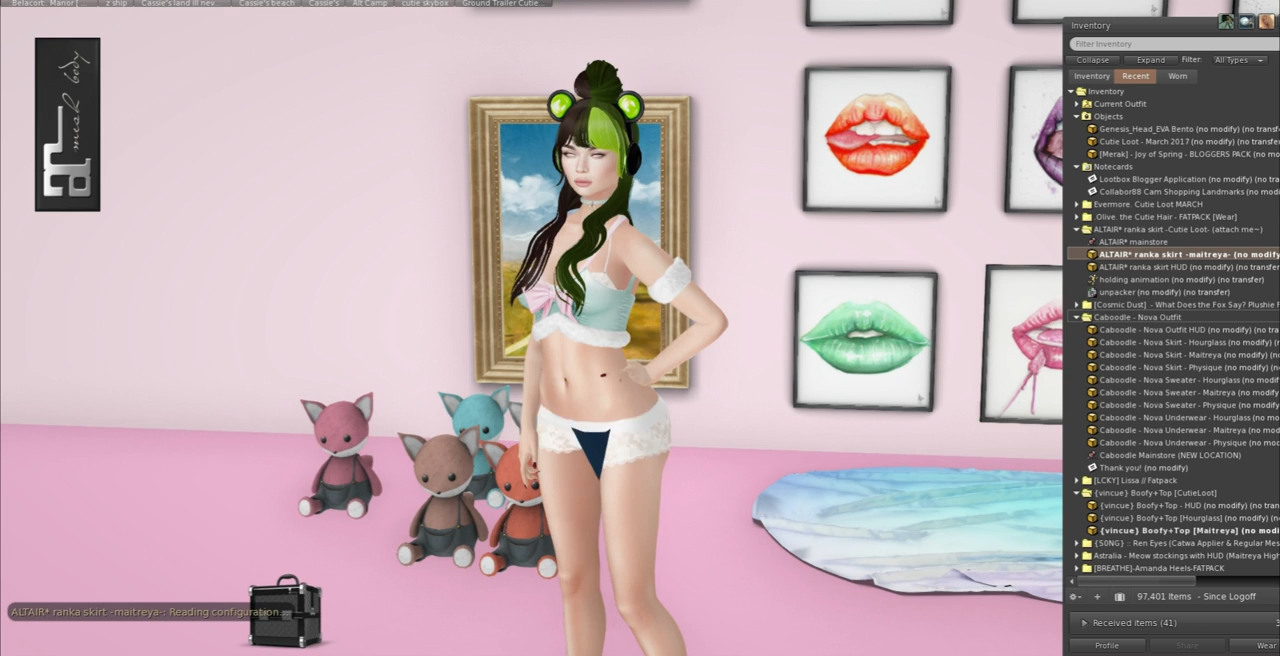 Belacort. Manor [ ... z ship Cassie's land ill nev... Cassie's beach Cassie's Alt Camp cutie skybox Ground Trailer Cutie...
mesh body
Inventory
Filter Inventory
Collapse Expand Filter: All Types
Inventory Recent Worn
Inventory
Current Outfit
Objects
Genesis_Head_EVA Bento (no modify) (no transf
Cutie Loot - March 2017 (no modify) (no transfer
[Merak] - Joy of Spring - BLOGGERS PACK (no mo
Notecards
Lootbox Blogger Application (no modify) (no tra
Collabor88 Cam Shopping Landmarks (no modi
Evermore. Cutie Loot MARCH
.Olive. the Cutie Hair - FATPACK [Wear]
ALTAIR* ranka skirt -Cutie Loot- (attach me~)
ALTAIR* mainstore
ALTAIR* ranka skirt -maitreya- (no modify
ALTAIR* ranka skirt HUD (no modify) (no transfer
holding animation (no modify) (no transfer)
unpacker (no modify) (no transfer)
[Cosmic Dust] - What Does the Fox Say? Plushie F
Caboodle - Nova Outfit
Caboodle - Nova Outfit HUD (no modify) (no tra
Caboodle - Nova Skirt - Hourglass (no modify) (n
Caboodle - Nova Skirt - Maitreya (no modify) (no
Caboodle - Nova Skirt - Physique (no modify) (no
Caboodle - Nova Sweater - Hourglass (no modify
Caboodle - Nova Sweater - Maitreya (no modify)
Caboodle - Nova Sweater - Physique (no modify)
Caboodle - Nova Underwear - Hourglass (no mo
Caboodle - Nova Underwear - Maitreya (no mod
Caboodle - Nova Underwear - Physique (no mod
Caboodle Mainstore (NEW LOCATION)
Thank you! (no modify)
[LCKY] Lissa // Fatpack
{vincue} Boofy+Top [CutieLoot]
{vincue} Boofy+Top - HUD (no modify) (no tran
{vincue} Boofy+Top [Hourglass] (no modify) (no
{vincue} Boofy+Top [Maitreya] (no modi
{S0NG} :: Ren Eyes (Catwa Applier & Regular Mes
Astralia - Meow stockings with HUD (Maitreya High
[BREATHE]-Amanda Heels-FATPACK
97,401 Items - Since Logoff
Received items (41)
Profile Share Wear
ALTAIR* ranka skirt -maitreya-: Reading configuration...